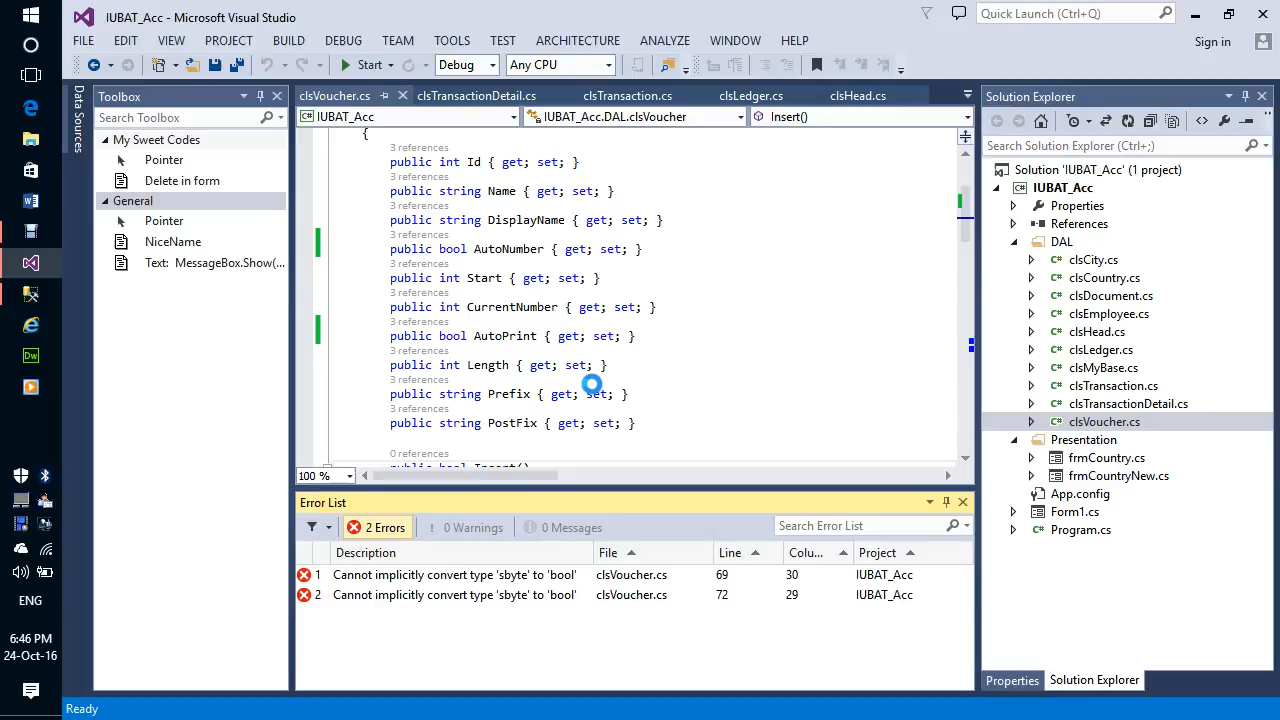 IUBAT_Acc - Microsoft Visual Studio
Quick Launch (Ctrl+Q)
FILE EDIT VIEW PROJECT BUILD DEBUG TEAM TOOLS TEST ARCHITECTURE ANALYZE WINDOW HELP
Sign in
Start Debug Any CPU
Data Sources
Toolbox
Search Toolbox
My Sweet Codes
Pointer
Delete in form
General
Pointer
NiceName
Text: MessageBox.Show(...
clsVoucher.cs clsTransactionDetail.cs clsTransaction.cs clsLedger.cs clsHead.cs
IUBAT_Acc IUBAT_Acc.DAL.clsVoucher Insert()
{
3 references
public int Id { get; set; }
3 references
public string Name { get; set; }
3 references
public string DisplayName { get; set; }
3 references
public bool AutoNumber { get; set; }
3 references
public int Start { get; set; }
3 references
public int CurrentNumber { get; set; }
3 references
public bool AutoPrint { get; set; }
3 references
public int Length { get; set; }
3 references
public string Prefix { get; set; }
3 references
public string PostFix { get; set; }
0 references
public bool Insert()
100 %
Error List
2 Errors 0 Warnings 0 Messages Search Error List
Description File Line Colu... Project
1 Cannot implicitly convert type 'sbyte' to 'bool' clsVoucher.cs 69 30 IUBAT_Acc
2 Cannot implicitly convert type 'sbyte' to 'bool' clsVoucher.cs 72 29 IUBAT_Acc
Solution Explorer
Search Solution Explorer (Ctrl+;)
Solution 'IUBAT_Acc' (1 project)
C# IUBAT_Acc
Properties
References
DAL
C# clsCity.cs
C# clsCountry.cs
C# clsDocument.cs
C# clsEmployee.cs
C# clsHead.cs
C# clsLedger.cs
C# clsMyBase.cs
C# clsTransaction.cs
C# clsTransactionDetail.cs
C# clsVoucher.cs
Presentation
frmCountry.cs
frmCountryNew.cs
App.config
Form1.cs
C# Program.cs
Properties Solution Explorer
Ready
W
Dw
ENG
6:46 PM
24-Oct-16